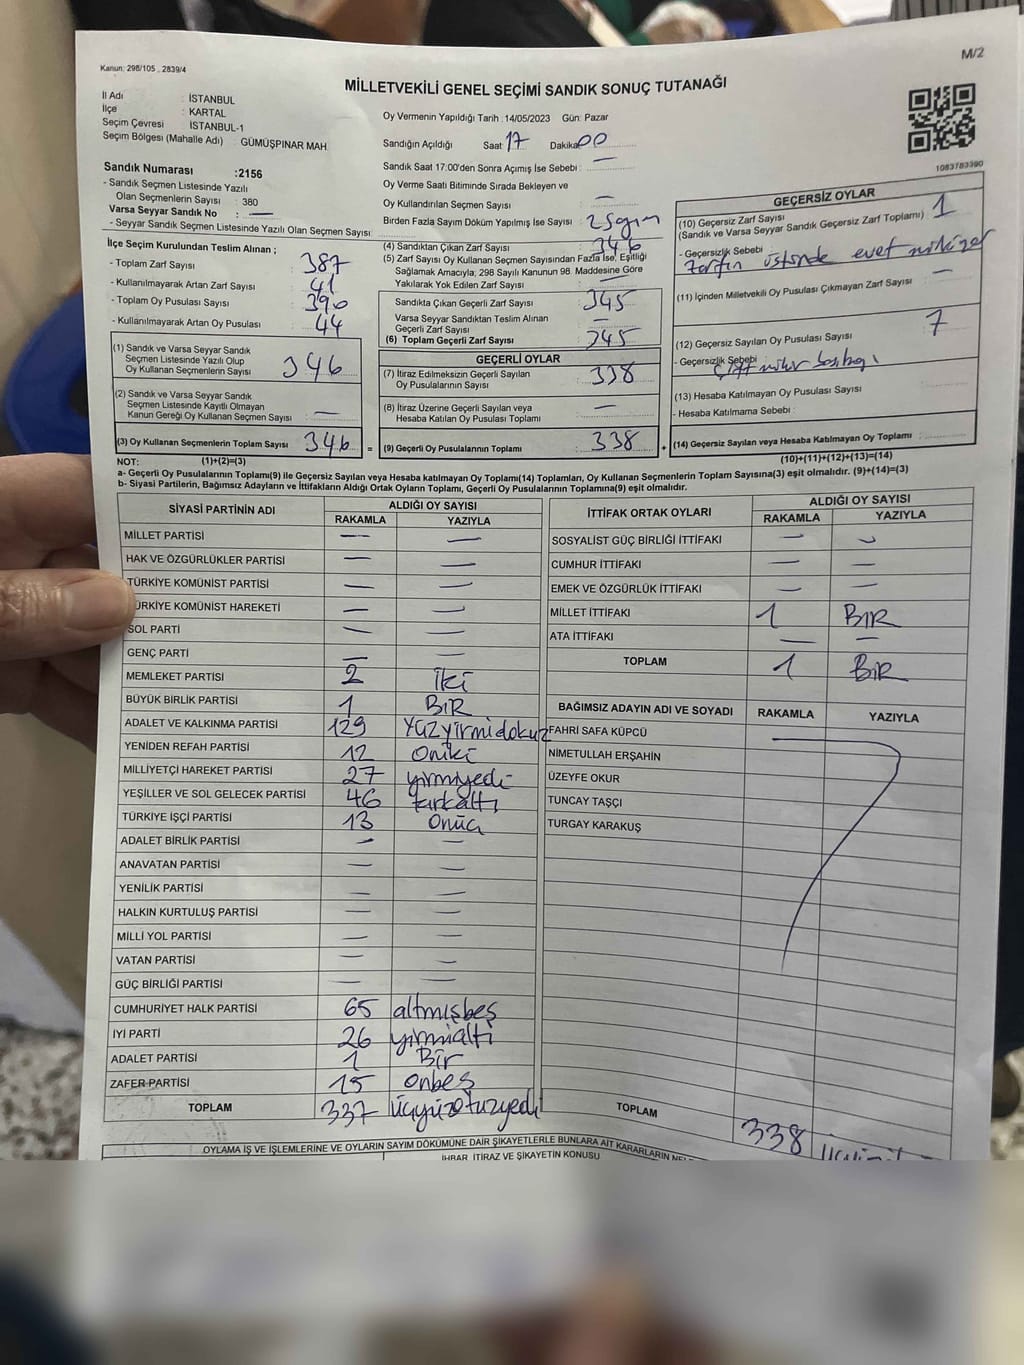 Kanun: 298/105 , 2839/4
M/2
MİLLETVEKİLİ GENEL SEÇİMİ SANDIK SONUÇ TUTANAĞI
İl Adı : İSTANBUL
İlçe : KARTAL
Seçim Çevresi : İSTANBUL-1
Seçim Bölgesi (Mahalle Adı) : GÜMÜŞPINAR MAH.
Oy Vermenin Yapıldığı Tarih : 14/05/2023 Gün: Pazar
Sandığın Açıldığı Saat 17 Dakika 00
Sandık Saat 17:00'den Sonra Açımış İse Sebebi : —
Oy Verme Saati Bitiminde Sırada Bekleyen ve
Oy Kullandırılan Seçmen Sayısı : —
Birden Fazla Sayım Döküm Yapılmış İse Sayısı : 2
1083783390
Sandık Numarası :2156
- Sandık Seçmen Listesinde Yazılı
Olan Seçmenlerin Sayısı : 380
Varsa Seyyar Sandık No : —
- Seyyar Sandık Seçmen Listesinde Yazılı Olan Seçmen Sayısı:
İlçe Seçim Kurulundan Teslim Alınan ;
- Toplam Zarf Sayısı : 387
- Kullanılmayarak Artan Zarf Sayısı : 41
- Toplam Oy Pusulası Sayısı : 390
- Kullanılmayarak Artan Oy Pusulası : 44
(1) Sandık ve Varsa Seyyar Sandık
Seçmen Listesinde Yazılı Olup
Oy Kullanan Seçmenlerin Sayısı : 346
(2) Sandık ve Varsa Seyyar Sandık
Seçmen Listesinde Kayıtlı Olmayan
Kanun Gereği Oy Kullanan Seçmen Sayısı : —
(3) Oy Kullanan Seçmenlerin Toplam Sayısı : 346 =
(4) Sandıktan Çıkan Zarf Sayısı : 346
(5) Zarf Sayısı Oy Kullanan Seçmen Sayısından Fazla İse, Eşitliği
Sağlamak Amacıyla, 298 Sayılı Kanunun 98. Maddesine Göre
Yakılarak Yok Edilen Zarf Sayısı :
Sandıkta Çıkan Geçerli Zarf Sayısı : 345
Varsa Seyyar Sandıktan Teslim Alınan
Geçerli Zarf Sayısı : —
(6) Toplam Geçerli Zarf Sayısı : 345
GEÇERLİ OYLAR
(7) İtiraz Edilmeksizin Geçerli Sayılan
Oy Pusulalarının Sayısı : 338
(8) İtiraz Üzerine Geçerli Sayılan veya
Hesaba Katılan Oy Pusulası Toplamı : —
(9) Geçerli Oy Pusulalarının Toplamı : 338 +
GEÇERSİZ OYLAR
(10) Geçersiz Zarf Sayısı : 1
(Sandık ve Varsa Seyyar Sandık Geçersiz Zarf Toplamı)
- Geçersizlik Sebebi : zarfın üstünde evet
(11) İçinden Milletvekili Oy Pusulası Çıkmayan Zarf Sayısı : —
(12) Geçersiz Sayılan Oy Pusulası Sayısı : 7
- Geçersizlik Sebebi : Çift mühür
(13) Hesaba Katılmayan Oy Pusulası Sayısı :
- Hesaba Katılmama Sebebi :
(14) Geçersiz Sayılan veya Hesaba Katılmayan Oy Toplamı :
NOT: (1)+(2)=(3)
(10)+(11)+(12)+(13)=(14)
a- Geçerli Oy Pusulalarının Toplamı(9) ile Geçersiz Sayılan veya Hesaba katılmayan Oy Toplamı(14) Toplamları, Oy Kullanan Seçmenlerin Toplam Sayısına(3) eşit olmalıdır. (9)+(14)=(3)
b- Siyasi Partilerin, Bağımsız Adayların ve İttifakların Aldığı Ortak Oyların Toplamı, Geçerli Oy Pusulalarının Toplamına(9) eşit olmalıdır.
SİYASİ PARTİNİN ADI ALDIĞI OY SAYISI
RAKAMLA YAZIYLA
MİLLET PARTİSİ — —
HAK VE ÖZGÜRLÜKLER PARTİSİ — —
TÜRKİYE KOMÜNİST PARTİSİ — —
ÜRKİYE KOMÜNİST HAREKETİ — —
SOL PARTİ — —
GENÇ PARTİ — —
MEMLEKET PARTİSİ 2 iki
BÜYÜK BİRLİK PARTİSİ 1 BIR
ADALET VE KALKINMA PARTİSİ 129 Yüzyirmidokuz
YENİDEN REFAH PARTİSİ 12 Oniki
MİLLİYETÇİ HAREKET PARTİSİ 27 yirmiyedi
YEŞİLLER VE SOL GELECEK PARTİSİ 46 kırkaltı
TÜRKİYE İŞÇİ PARTİSİ 13 Onüç
ADALET BİRLİK PARTİSİ — —
ANAVATAN PARTİSİ — —
YENİLİK PARTİSİ — —
HALKIN KURTULUŞ PARTİSİ — —
MİLLİ YOL PARTİSİ — —
VATAN PARTİSİ — —
GÜÇ BİRLİĞİ PARTİSİ — —
CUMHURİYET HALK PARTİSİ 65 altmışbeş
İYİ PARTİ 26 yirmialtı
ADALET PARTİSİ 1 Bir
ZAFER PARTİSİ 15 onbeş
TOPLAM 337 üçyüzotuzyedi
İTTİFAK ORTAK OYLARI ALDIĞI OY SAYISI
RAKAMLA YAZIYLA
SOSYALİST GÜÇ BİRLİĞİ İTTİFAKI — —
CUMHUR İTTİFAKI — —
EMEK VE ÖZGÜRLÜK İTTİFAKI — —
MİLLET İTTİFAKI 1 BIR
ATA İTTİFAKI — —
TOPLAM 1 BiR
BAĞIMSIZ ADAYIN ADI VE SOYADI RAKAMLA YAZIYLA
FAHRİ SAFA KÜPCÜ
NİMETULLAH ERŞAHİN
ÜZEYFE OKUR
TUNCAY TAŞÇI
TURGAY KARAKUŞ
TOPLAM 338
OYLAMA İŞ VE İŞLEMLERİNE VE OYLARIN SAYIM DÖKÜMÜNE DAİR ŞİKAYETLERLE BUNLARA AİT KARARLARIN
İHBAR, İTİRAZ VE ŞİKAYETİN KONUSU